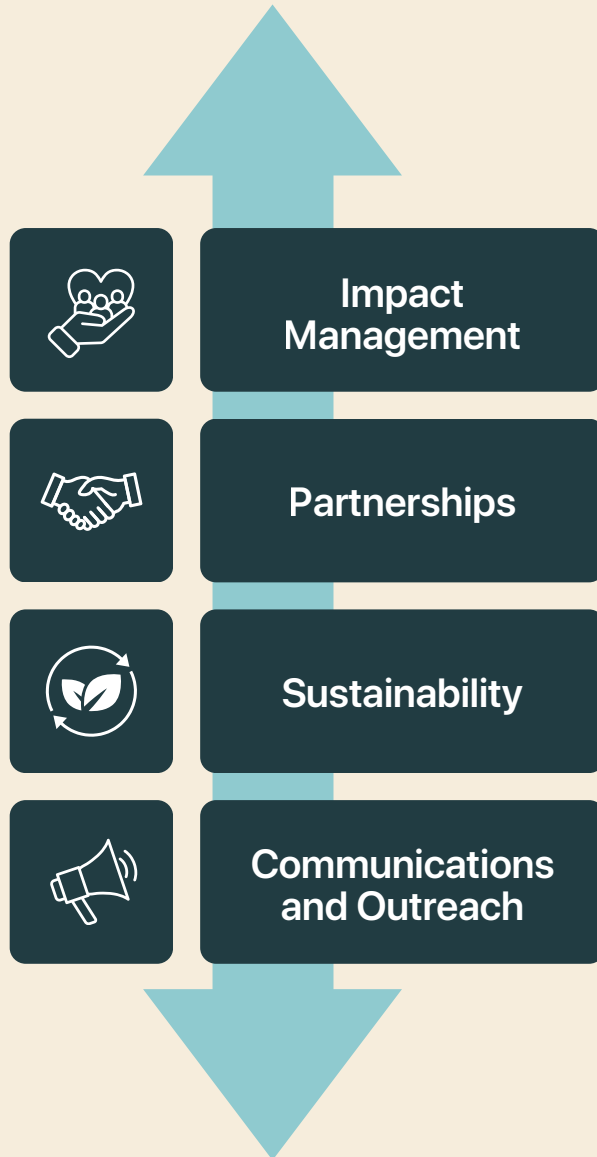 Impact
Management
Partnerships
Sustainability
Communications
and Outreach